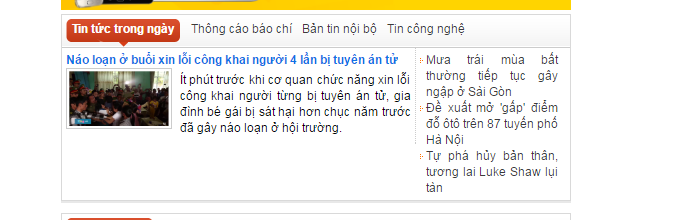 Tin tức trong ngày Thông cáo báo chí Bản tin nội bộ Tin công nghệ
Náo loạn ở buổi xin lỗi công khai người 4 lần bị tuyên án tử
Ít phút trước khi cơ quan chức năng xin lỗi
công khai người từng bị tuyên án tử, gia
đình bé gái bị sát hại hơn chục năm trước
đã gây náo loạn ở hội trường.
Mưa trái mùa bất
thường tiếp tục gây
ngập ở Sài Gòn
Đề xuất mở 'gấp' điểm
đỗ ôtô trên 87 tuyến phố
Hà Nội
Tự phá hủy bản thân,
tương lai Luke Shaw lụi
tàn